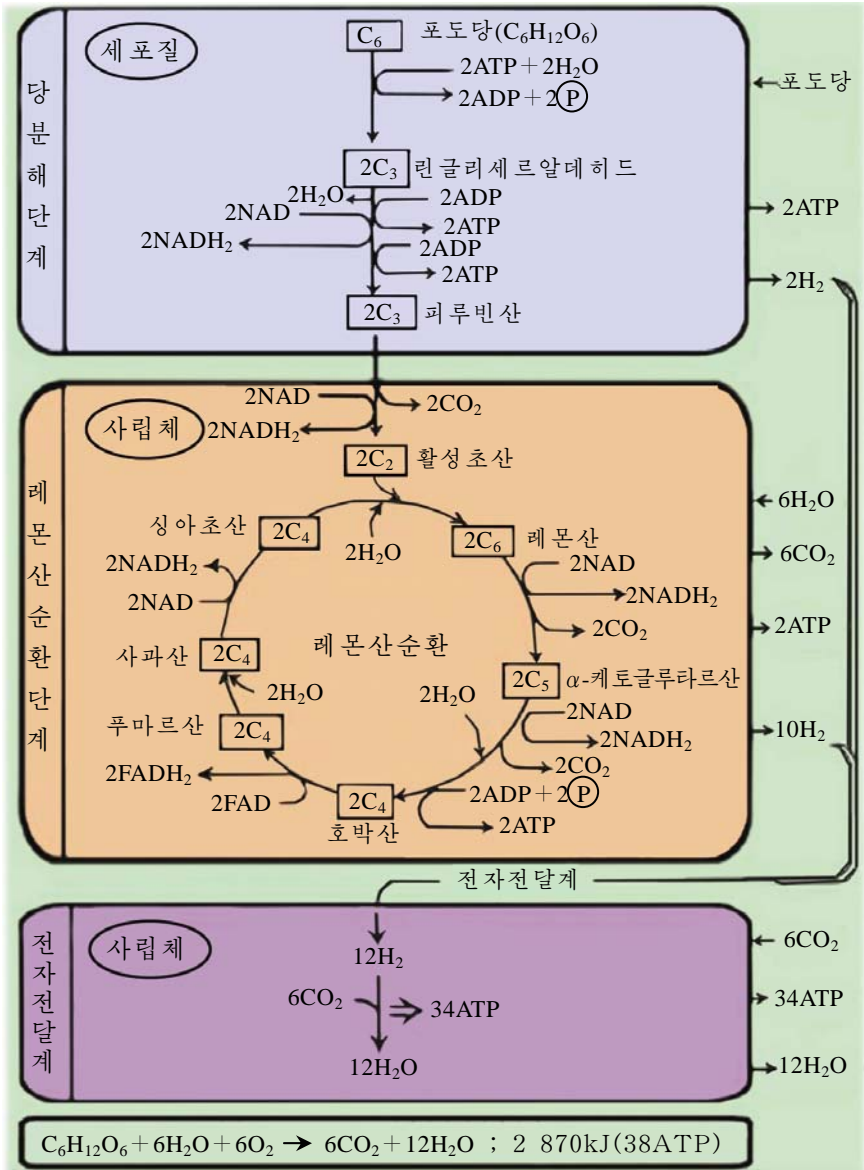 세포질
당분해단계
C₆ 포도당(C₆H₁₂O₆)
2ATP+2H₂O
2ADP+2Ⓟ
포도당
2C₃ 린글리세르알데히드
2H₂O
2ADP
2NAD
2ATP
2ATP
2NADH₂
2ADP
2ATP
2H₂
2C₃ 피루빈산
레몬산순환단계
사립체
2NAD
2CO₂
2NADH₂
2C₂ 활성초산
6H₂O
싱아초산 2C₄
2H₂O
2C₆ 레몬산
6CO₂
2NADH₂
2NAD
2NAD
2NADH₂
2CO₂
2ATP
사과산 2C₄
레몬산순환
2C₅ α-케토글루타르산
2H₂O
2H₂O
2NAD
푸마르산 2C₄
2NADH₂
10H₂
2FADH₂
2CO₂
2FAD
2C₄
호박산
2ADP+2Ⓟ
2ATP
전자전달계
전자전달계
사립체
12H₂
6CO₂
6CO₂
34ATP
34ATP
12H₂O
12H₂O
C₆H₁₂O₆+6H₂O+6O₂ → 6CO₂+12H₂O ; 2 870kJ(38ATP)